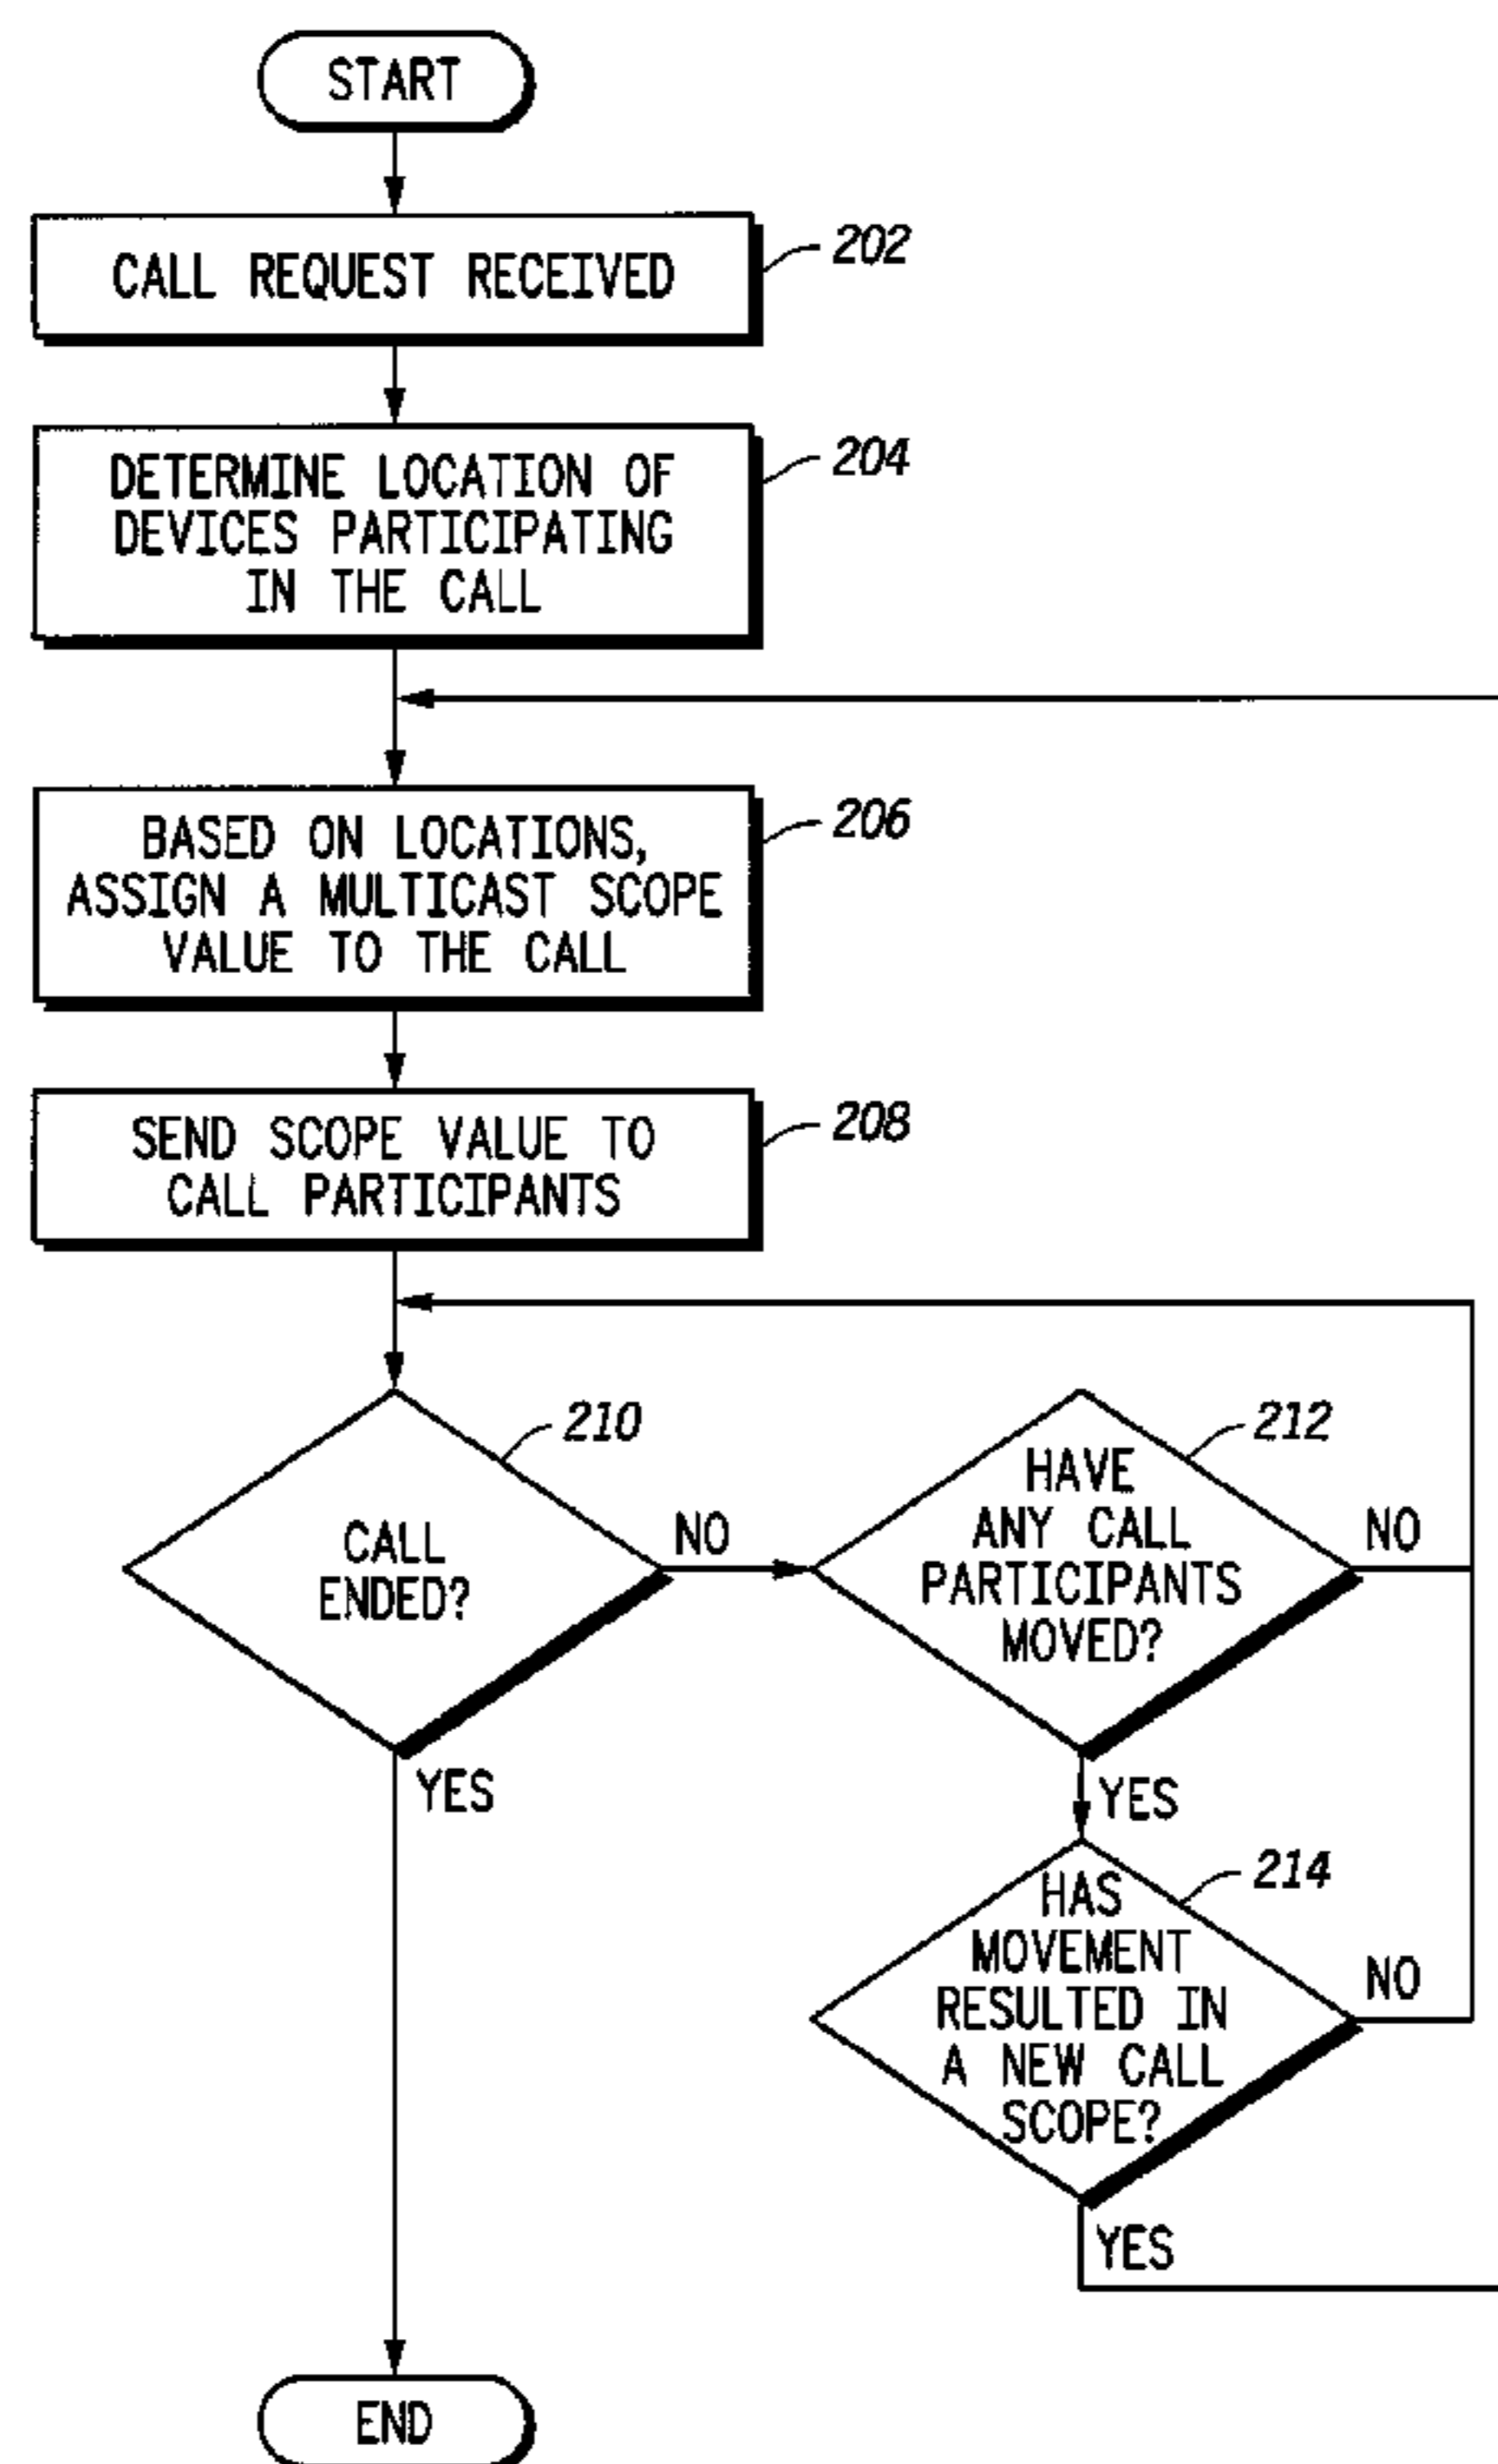 START
CALL REQUEST RECEIVED
202
DETERMINE LOCATION OF
DEVICES PARTICIPATING
IN THE CALL
204
BASED ON LOCATIONS,
ASSIGN A MULTICAST SCOPE
VALUE TO THE CALL
206
SEND SCOPE VALUE TO
CALL PARTICIPANTS
208
CALL
ENDED?
210
NO
YES
HAVE
ANY CALL
PARTICIPANTS
MOVED?
212
NO
YES
HAS
MOVEMENT
RESULTED IN
A NEW CALL
SCOPE?
214
NO
YES
END